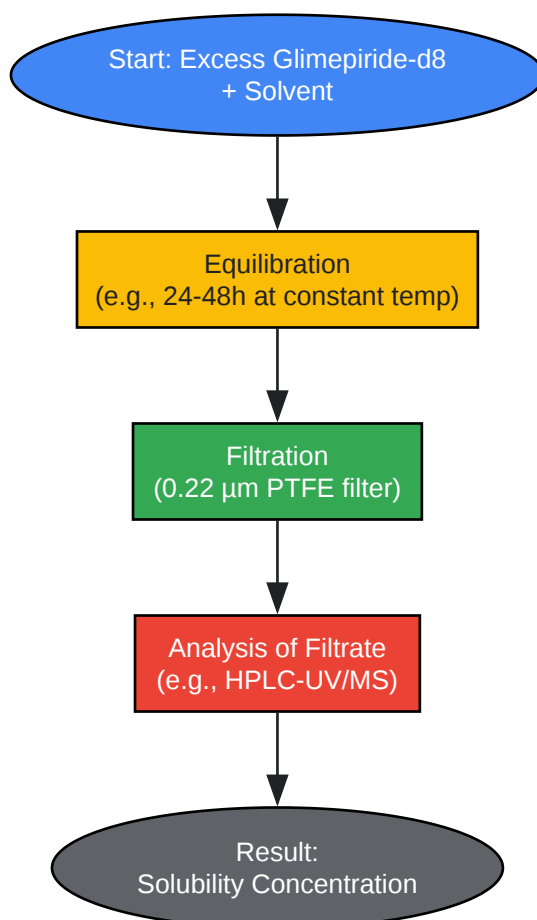 Start: Excess Glimepiride-d8
+ Solvent
Equilibration
(e.g., 24-48h at constant temp)
Filtration
(0.22 µm PTFE filter)
Analysis of Filtrate
(e.g., HPLC-UV/MS)
Result:
Solubility Concentration